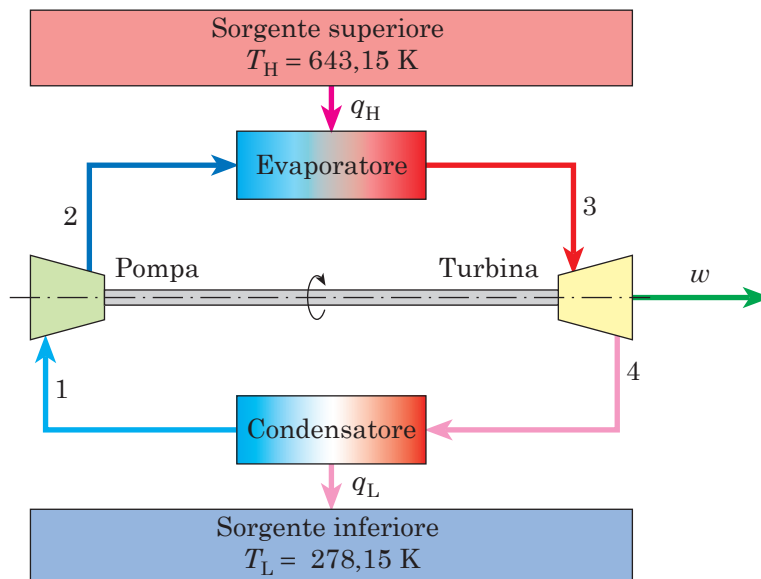 Sorgente superiore
T_H = 643,15 K
q_H
Evaporatore
2
3
Pompa
Turbina
w
1
4
Condensatore
q_L
Sorgente inferiore
T_L = 278,15 K